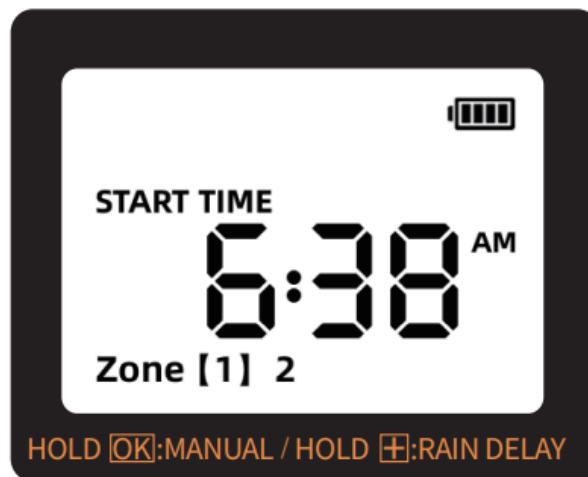 START TIME
6:38 AM
Zone【1】 2
HOLD OK:MANUAL / HOLD +:RAIN DELAY